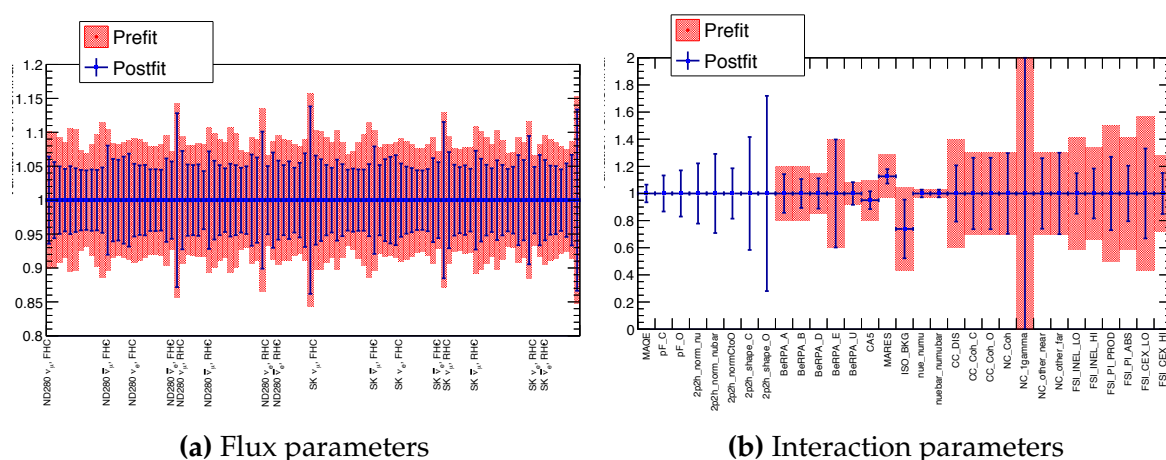 Prefit
Postfit
1.2
1.15
1.1
1.05
1
0.95
0.9
0.85
0.8
ND280 ν_μ, FHC
ND280 ν̅_μ, FHC
ND280 ν_e, FHC
ND280 ν̅_e, FHC
ND280 ν_μ, RHC
ND280 ν̅_μ, RHC
ND280 ν_e, RHC
ND280 ν̅_e, RHC
SK ν_μ, FHC
SK ν̅_μ, FHC
SK ν_e, FHC
SK ν̅_e, FHC
SK ν_μ, RHC
SK ν̅_μ, RHC
SK ν_e, RHC
SK ν̅_e, RHC
(a) Flux parameters
Prefit
Postfit
2
1.8
1.6
1.4
1.2
1
0.8
0.6
0.4
0.2
0
MAQE
pF_C
pF_O
2p2h_norm_nu
2p2h_norm_nubar
2p2h_normCtoO
2p2h_shape_C
2p2h_shape_O
BeRPA_A
BeRPA_B
BeRPA_D
BeRPA_E
BeRPA_U
CA5
MARES
ISO_BKG
nue_numu
nuebar_numubar
CC_DIS
CC_Coh_C
CC_Coh_O
NC_Coh
NC_1gamma
NC_other_near
NC_other_far
FSI_INEL_LO
FSI_INEL_HI
FSI_PI_PROD
FSI_PI_ABS
FSI_CEX_LO
FSI_CEX_HI
(b) Interaction parameters